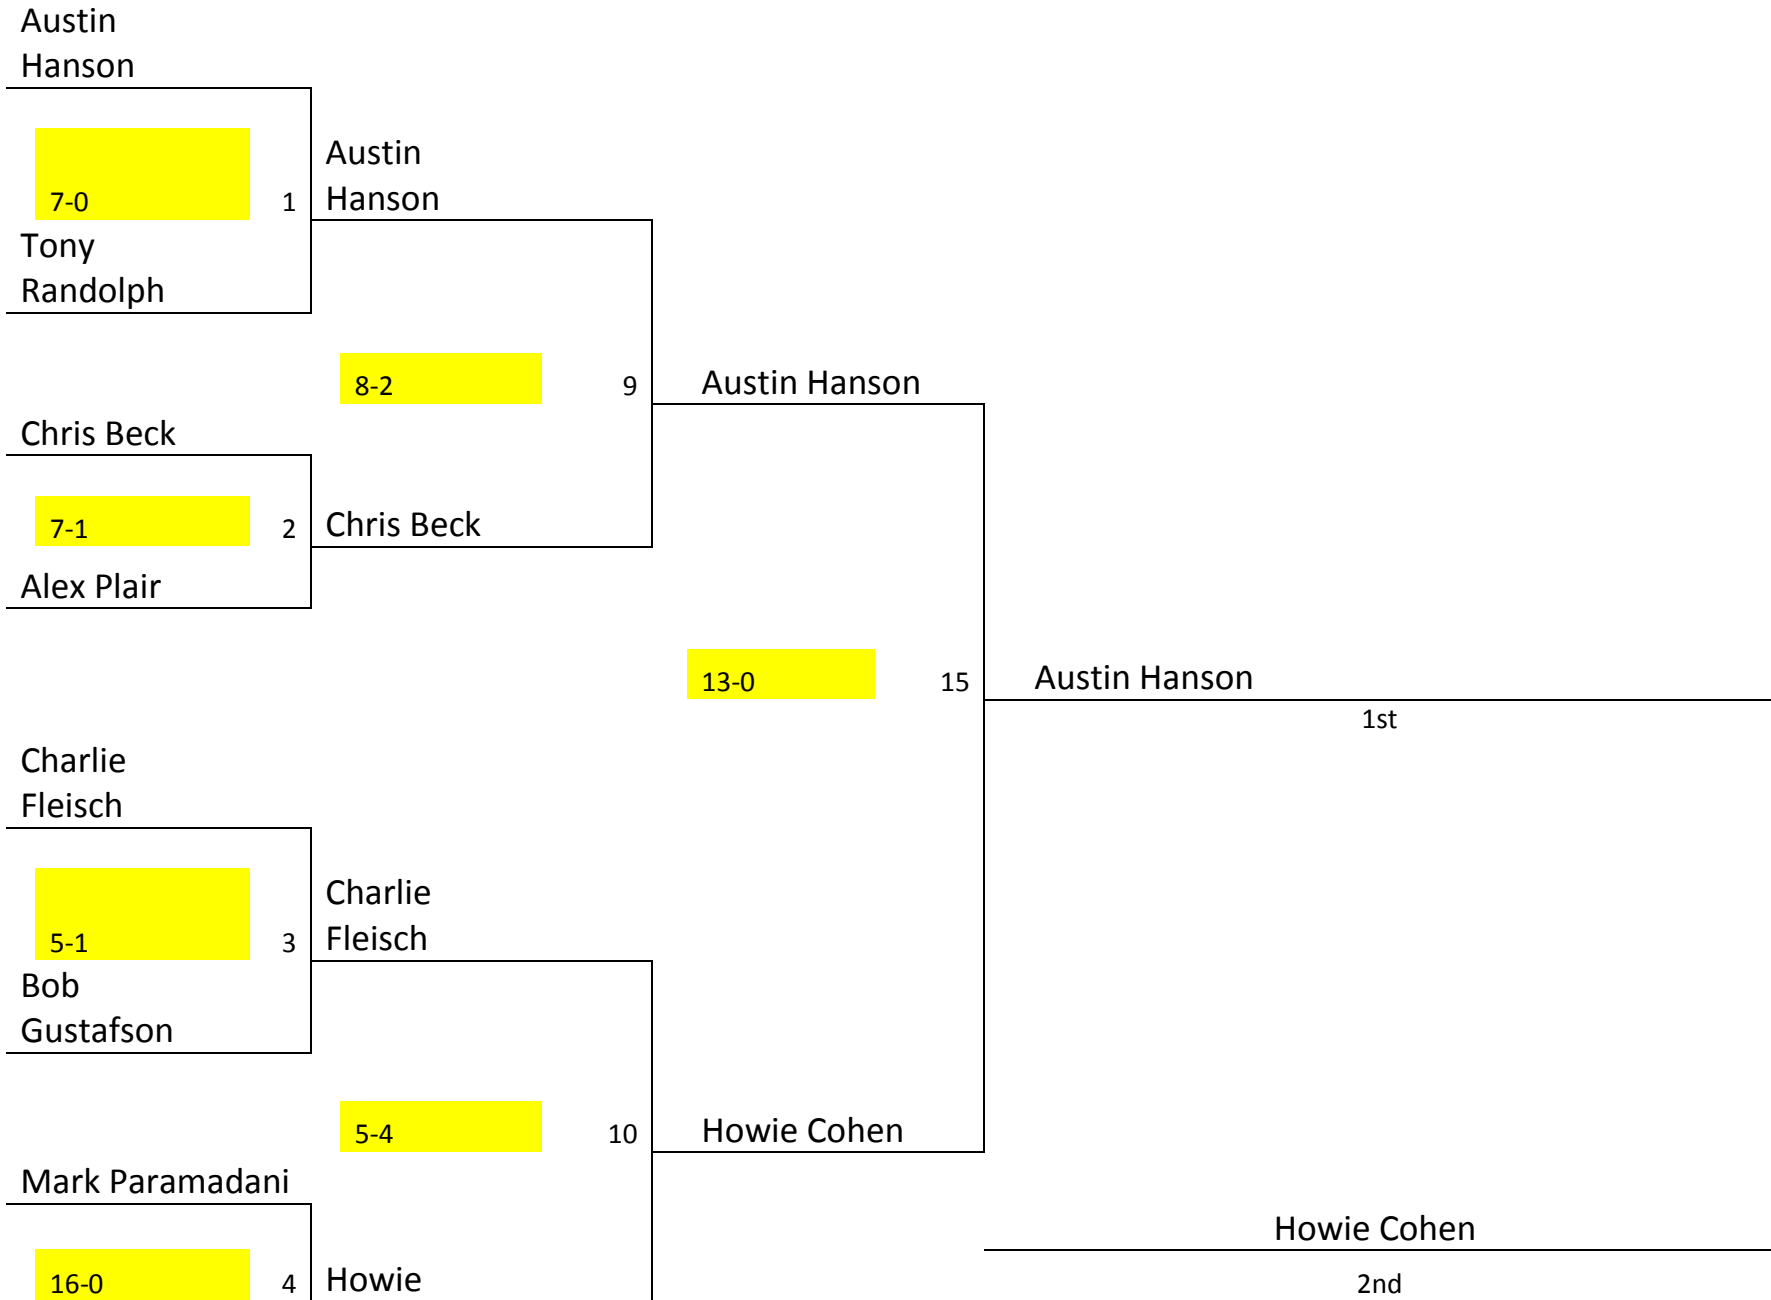 Austin
Hanson
7-0
1
Austin
Hanson
Tony
Randolph
8-2
9
Austin Hanson
Chris Beck
7-1
2
Chris Beck
Alex Plair
13-0
15
Austin Hanson
1st
Charlie
Fleisch
5-1
3
Charlie
Fleisch
Bob
Gustafson
5-4
10
Howie Cohen
Mark Paramadani
Howie Cohen
16-0
4
Howie
2nd